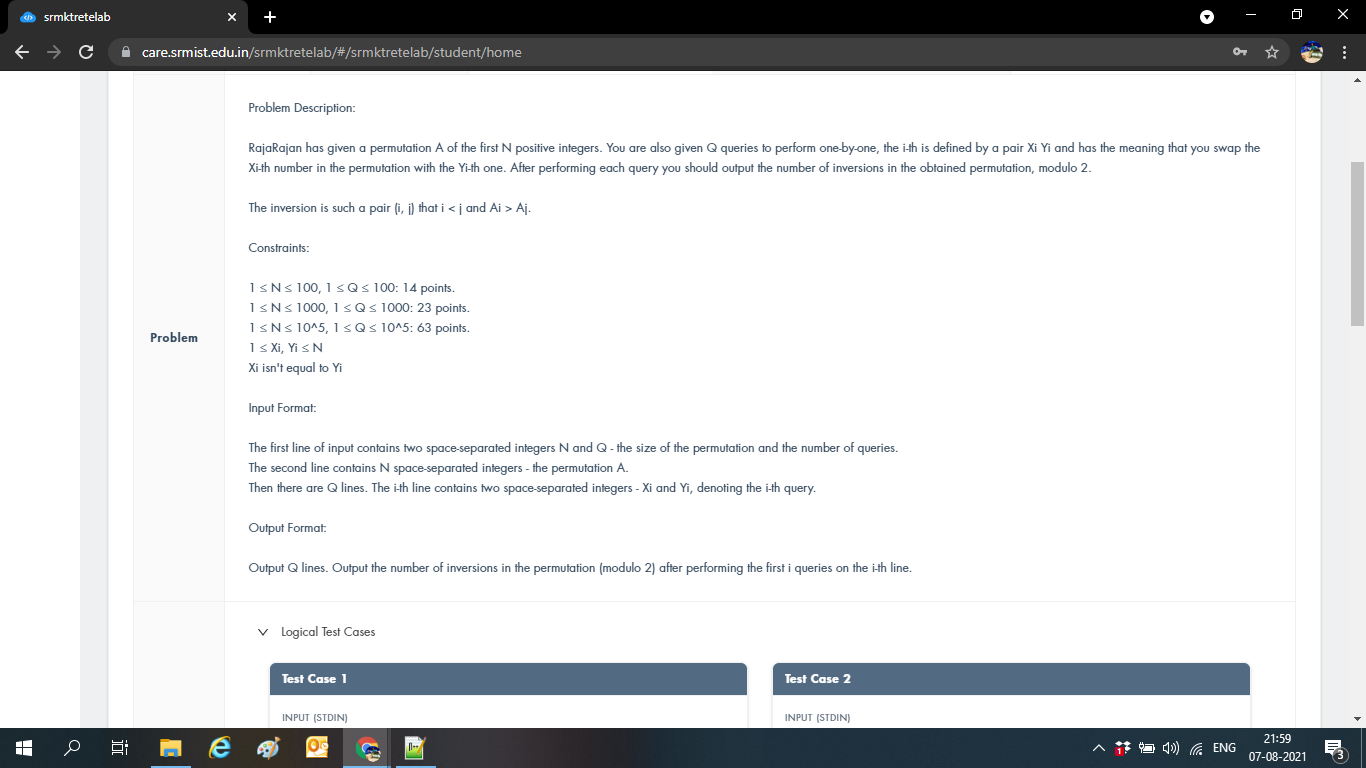 srmktretelab
care.srmist.edu.in/srmktretelab/#/srmktretelab/student/home
Problem Description:
RajaRajan has given a permutation A of the first N positive integers. You are also given Q queries to perform one-by-one, the i-th is defined by a pair Xi Yi and has the meaning that you swap the
Xi-th number in the permutation with the Yi-th one. After performing each query you should output the number of inversions in the obtained permutation, modulo 2.
The inversion is such a pair (i, j) that i < j and Ai > Aj.
Constraints:
1 ≤ N ≤ 100, 1 ≤ Q ≤ 100: 14 points.
1 ≤ N ≤ 1000, 1 ≤ Q ≤ 1000: 23 points.
1 ≤ N ≤ 10^5, 1 ≤ Q ≤ 10^5: 63 points.
1 ≤ Xi, Yi ≤ N
Xi isn't equal to Yi
Problem
Input Format:
The first line of input contains two space-separated integers N and Q - the size of the permutation and the number of queries.
The second line contains N space-separated integers - the permutation A.
Then there are Q lines. The i-th line contains two space-separated integers - Xi and Yi, denoting the i-th query.
Output Format:
Output Q lines. Output the number of inversions in the permutation (modulo 2) after performing the first i queries on the i-th line.
Logical Test Cases
Test Case 1
Test Case 2
INPUT (STDIN)
INPUT (STDIN)
ENG
21:59
07-08-2021
3